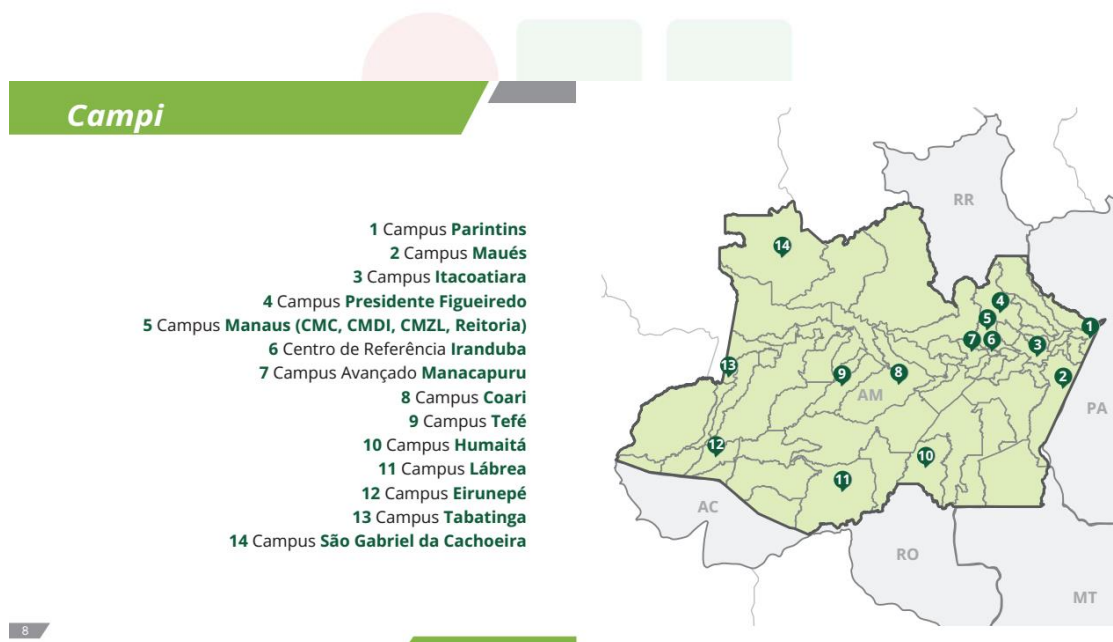 Campi
1 Campus Parintins
2 Campus Maués
3 Campus Itacoatiara
4 Campus Presidente Figueiredo
5 Campus Manaus (CMC, CMDI, CMZL, Reitoria)
6 Centro de Referência Iranduba
7 Campus Avançado Manacapuru
8 Campus Coari
9 Campus Tefé
10 Campus Humaitá
11 Campus Lábrea
12 Campus Eirunepé
13 Campus Tabatinga
14 Campus São Gabriel da Cachoeira
8
RR
14
4
5
1
7
6
3
13
9
8
2
AM
PA
12
10
11
AC
RO
MT